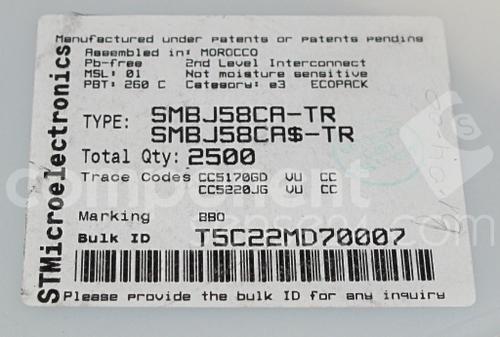 Manufactured under patents or patents pending
Assembled in: MOROCCO
Pb-free 2nd Level Interconnect
MSL: 01 Not moisture sensitive
PBT: 260 C Category: e3 ECOPACK
TYPE: SMBJ58CA-TR
SMBJ58CA$-TR
Total Qty: 2500
Trace Codes CC5170GD VU CC
CC5220JG VU CC
Marking BBO
Bulk ID T5C22MD70007
Please provide the bulk ID for any inquiry
STMicroelectronics
component